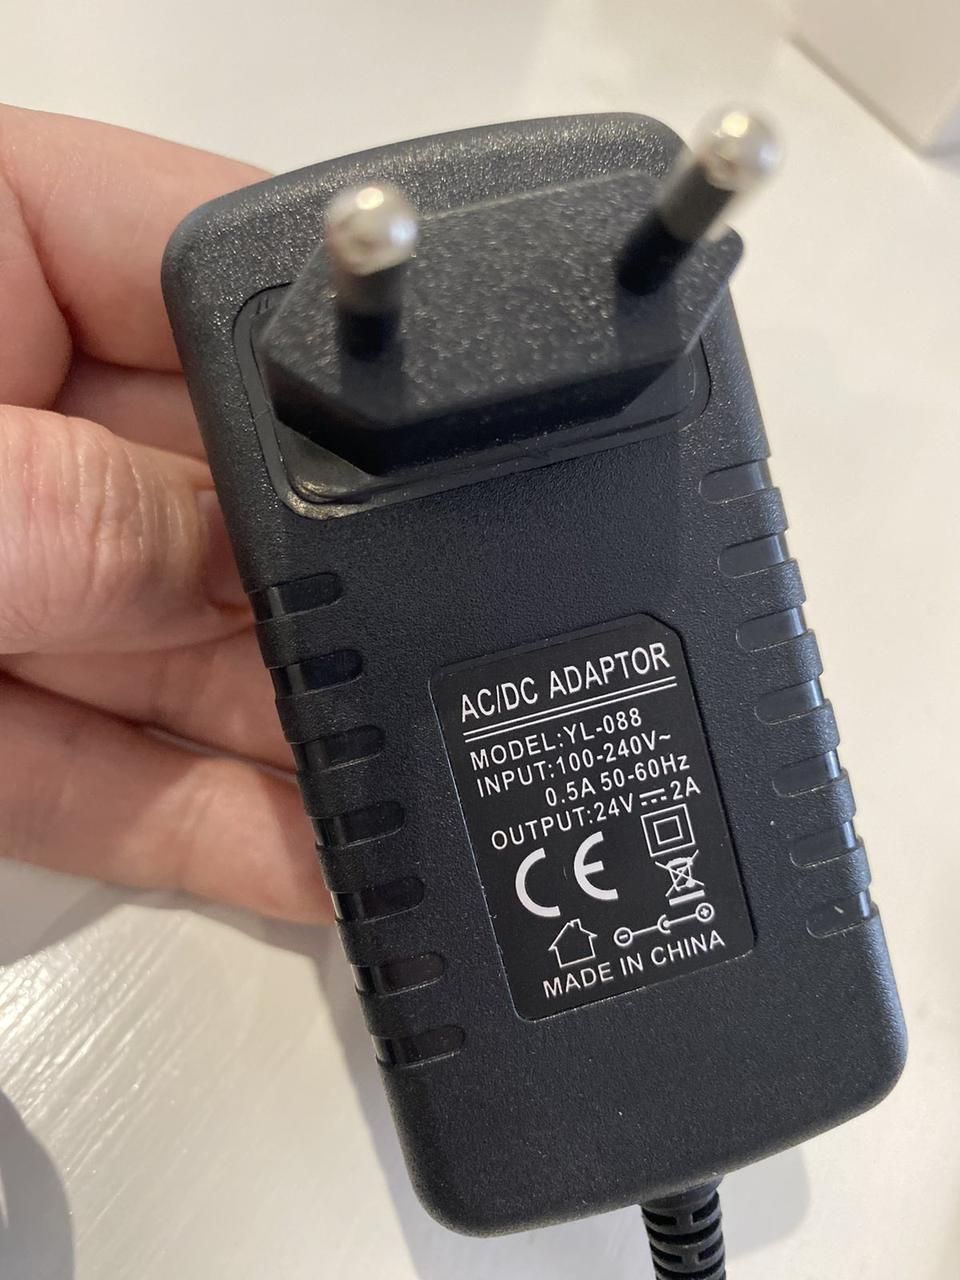 AC/DC ADAPTOR
MODEL:YL-088
INPUT:100-240V~
0.5A 50-60Hz
OUTPUT:24V⎓2A
CE
MADE IN CHINA